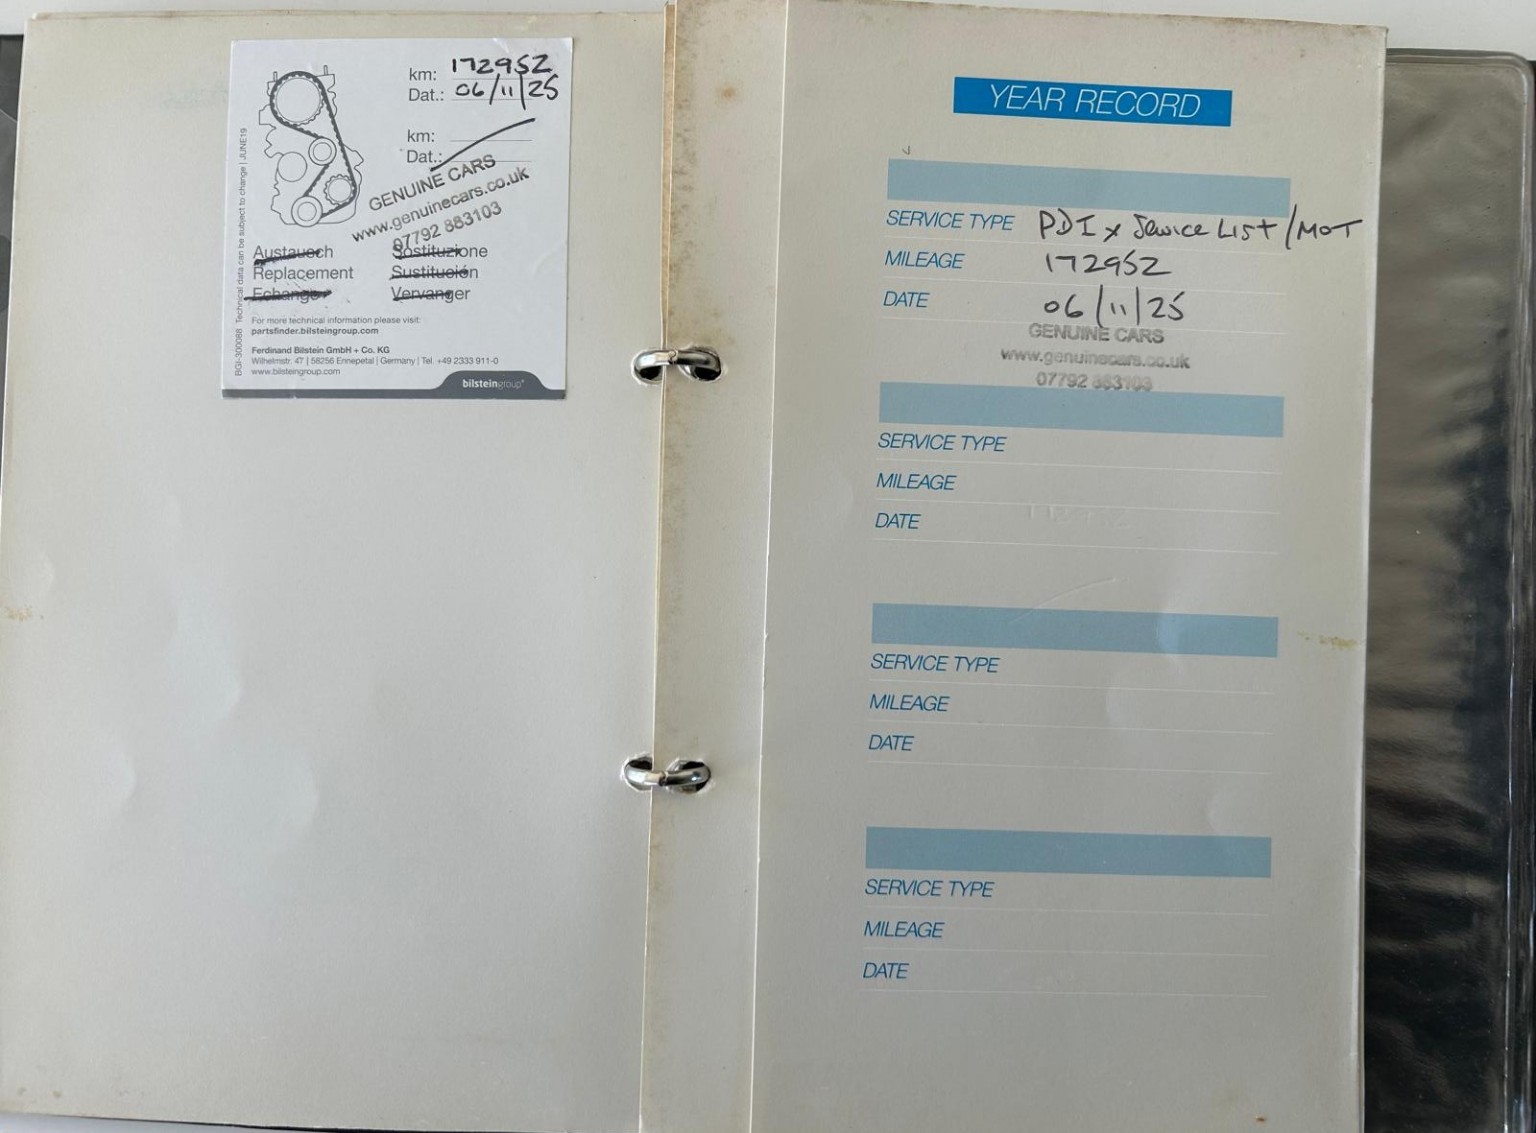 km: 172952
Dat.: 06/11/25
km:
Dat.:
GENUINE CARS
www.genuinecars.co.uk
07792 883103
Austausch Sostituzione
Replacement Sustitución
Echange Vervanger
For more technical information please visit:
partsfinder.bilsteingroup.com
Ferdinand Bilstein GmbH + Co. KG
Wilhelmstr. 47 | 58256 Ennepetal | Germany | Tel. +49 2333 911-0
www.bilsteingroup.com
bilsteingroup®
BGI-300088 Technical data can be subject to change | JUNE19
YEAR RECORD
SERVICE TYPE PDI x Service List / MOT
MILEAGE 172952
DATE 06/11/25
GENUINE CARS
www.genuinecars.co.uk
07792 883103
SERVICE TYPE
MILEAGE
DATE 172952
SERVICE TYPE
MILEAGE
DATE
SERVICE TYPE
MILEAGE
DATE